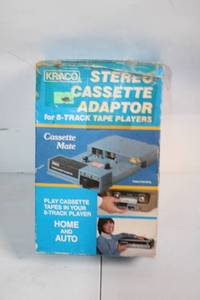 KRACO
STEREO
CASSETTE
ADAPTOR
for 8-TRACK TAPE PLAYERS
Cassette
Mate
PLAY CASSETTE
TAPES IN YOUR
8-TRACK PLAYER
HOME
AND
AUTO